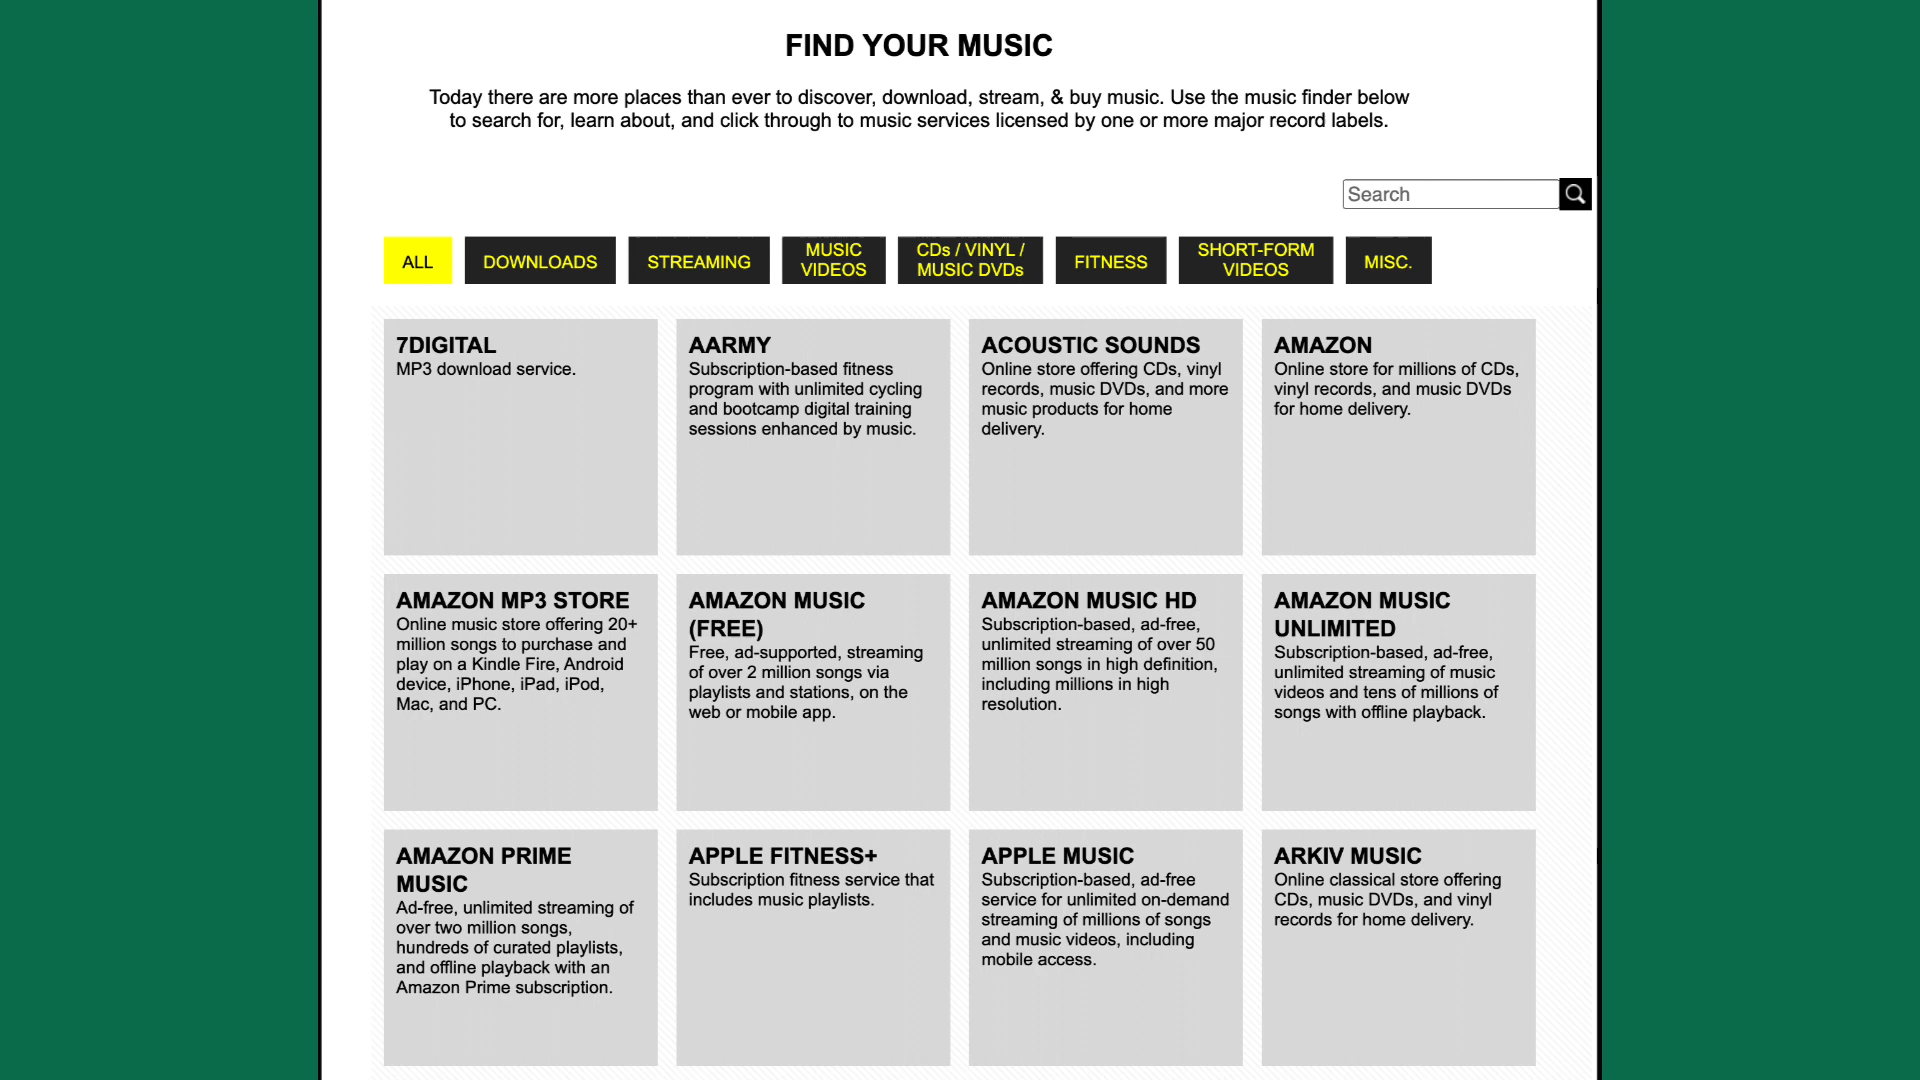 FIND YOUR MUSIC
Today there are more places than ever to discover, download, stream, & buy music. Use the music finder below
to search for, learn about, and click through to music services licensed by one or more major record labels.
Search
ALL
DOWNLOADS
STREAMING
MUSIC
VIDEOS
CDs / VINYL /
MUSIC DVDs
FITNESS
SHORT-FORM
VIDEOS
MISC.
7DIGITAL
MP3 download service.
AARMY
Subscription-based fitness
program with unlimited cycling
and bootcamp digital training
sessions enhanced by music.
ACOUSTIC SOUNDS
Online store offering CDs, vinyl
records, music DVDs, and more
music products for home
delivery.
AMAZON
Online store for millions of CDs,
vinyl records, and music DVDs
for home delivery.
AMAZON MP3 STORE
Online music store offering 20+
million songs to purchase and
play on a Kindle Fire, Android
device, iPhone, iPad, iPod,
Mac, and PC.
AMAZON MUSIC
(FREE)
Free, ad-supported, streaming
of over 2 million songs via
playlists and stations, on the
web or mobile app.
AMAZON MUSIC HD
Subscription-based, ad-free,
unlimited streaming of over 50
million songs in high definition,
including millions in high
resolution.
AMAZON MUSIC
UNLIMITED
Subscription-based, ad-free,
unlimited streaming of music
videos and tens of millions of
songs with offline playback.
AMAZON PRIME
MUSIC
Ad-free, unlimited streaming of
over two million songs,
hundreds of curated playlists,
and offline playback with an
Amazon Prime subscription.
APPLE FITNESS+
Subscription fitness service that
includes music playlists.
APPLE MUSIC
Subscription-based, ad-free
service for unlimited on-demand
streaming of millions of songs
and music videos, including
mobile access.
ARKIV MUSIC
Online classical store offering
CDs, music DVDs, and vinyl
records for home delivery.